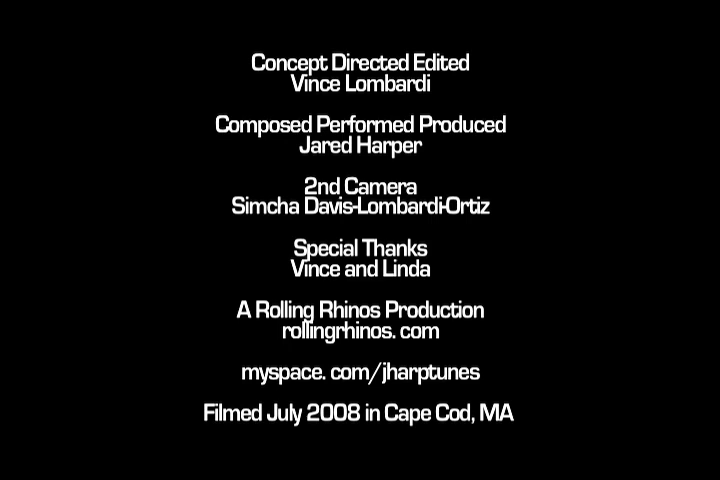 Concept Directed Edited
Vince Lombardi
Composed Performed Produced
Jared Harper
2nd Camera
Simcha Davis-Lombardi-Ortiz
Special Thanks
Vince and Linda
A Rolling Rhinos Production
rollingrhinos. com
myspace. com/jharptunes
Filmed July 2008 in Cape Cod, MA